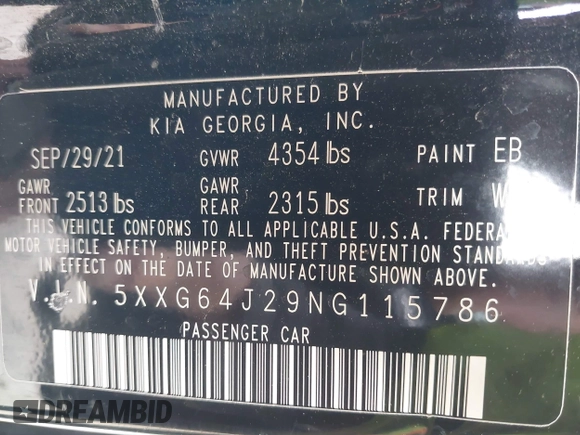 MANUFACTURED BY
KIA GEORGIA, INC.
SEP/29/21 GVWR 4354 lbs PAINT EB
GAWR FRONT 2513 lbs GAWR REAR 2315 lbs TRIM
THIS VEHICLE CONFORMS TO ALL APPLICABLE U.S.A. FEDERAL
MOTOR VEHICLE SAFETY, BUMPER, AND THEFT PREVENTION STANDARDS
IN EFFECT ON THE DATE OF MANUFACTURE SHOWN ABOVE.
V.I.N. 5XXG64J29NG115786
PASSENGER CAR
DREAMBID